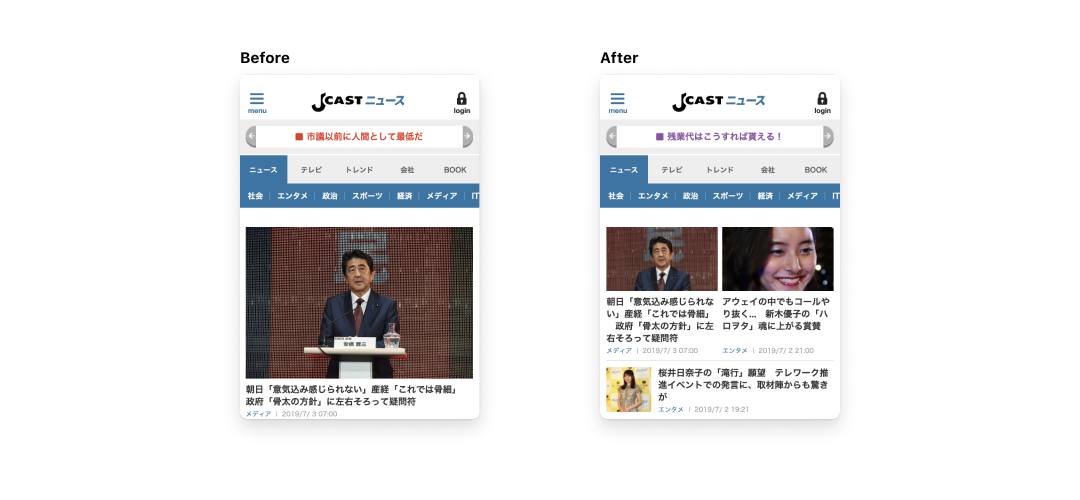 Before
menu
J CAST ニュース
login
■ 市議以前に人間として最低だ
ニュース テレビ トレンド 会社 BOOK
社会 エンタメ 政治 スポーツ 経済 メディア IT
朝日「意気込み感じられない」産経「これでは骨細」
政府「骨太の方針」に左右そろって疑問符
メディア | 2019/7/ 3 07:00
After
menu
J CAST ニュース
login
■ 残業代はこうすれば貰える！
ニュース テレビ トレンド 会社 BOOK
社会 エンタメ 政治 スポーツ 経済 メディア IT
朝日「意気込み感じられな
い」産経「これでは骨細」
政府「骨太の方針」に左
右そろって疑問符
メディア | 2019/7/ 3 07:00
アウェイの中でもコールや
り抜く... 新木優子の「ハ
ロヲタ」魂に上がる賞賛
エンタメ | 2019/7/ 2 21:00
桜井日奈子の「滝行」願望 テレワーク推
進イベントでの発言に、取材陣からも驚き
が
エンタメ | 2019/7/ 2 19:21